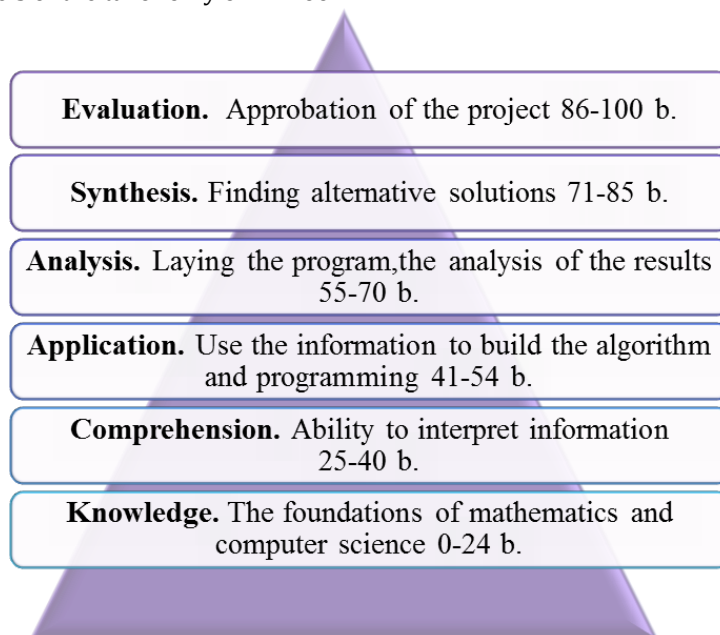 Evaluation. Approbation of the project 86-100 b.
Synthesis. Finding alternative solutions 71-85 b.
Analysis. Laying the program,the analysis of the results
55-70 b.
Application. Use the information to build the algorithm
and programming 41-54 b.
Comprehension. Ability to interpret information
25-40 b.
Knowledge. The foundations of mathematics and
computer science 0-24 b.